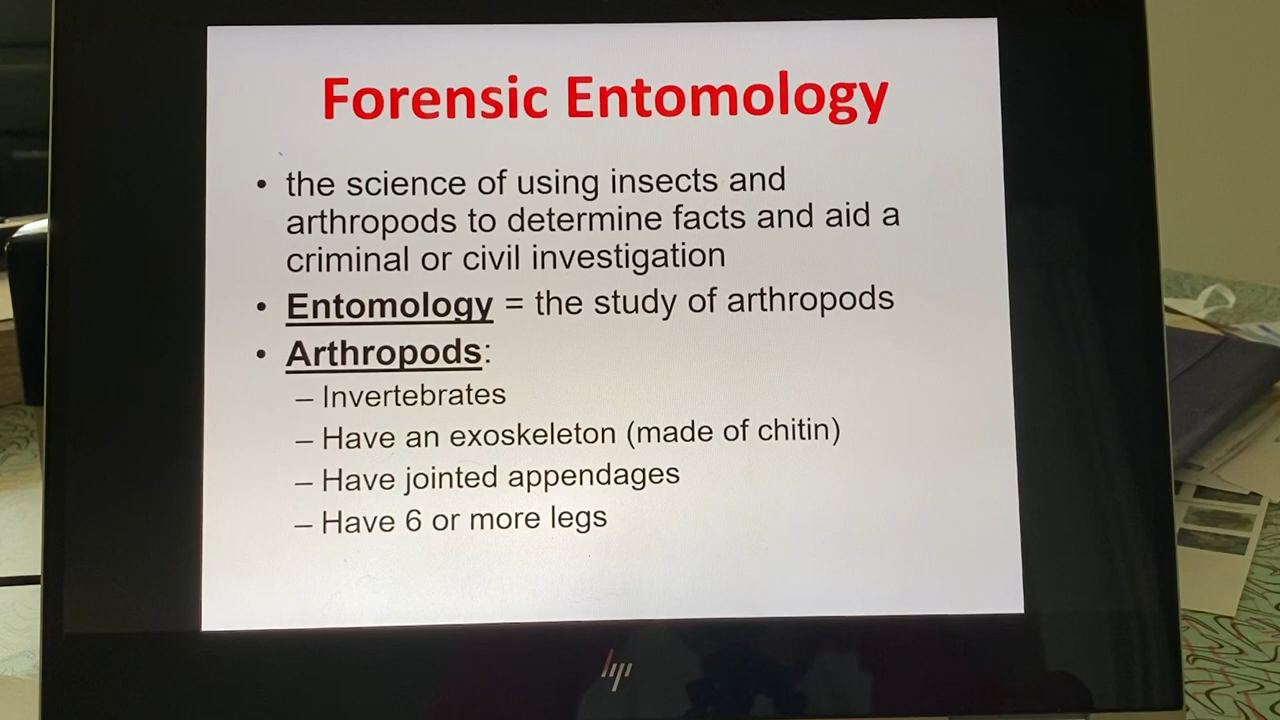 Forensic Entomology
• the science of using insects and
arthropods to determine facts and aid a
criminal or civil investigation
• Entomology = the study of arthropods
• Arthropods:
– Invertebrates
– Have an exoskeleton (made of chitin)
– Have jointed appendages
– Have 6 or more legs
hp